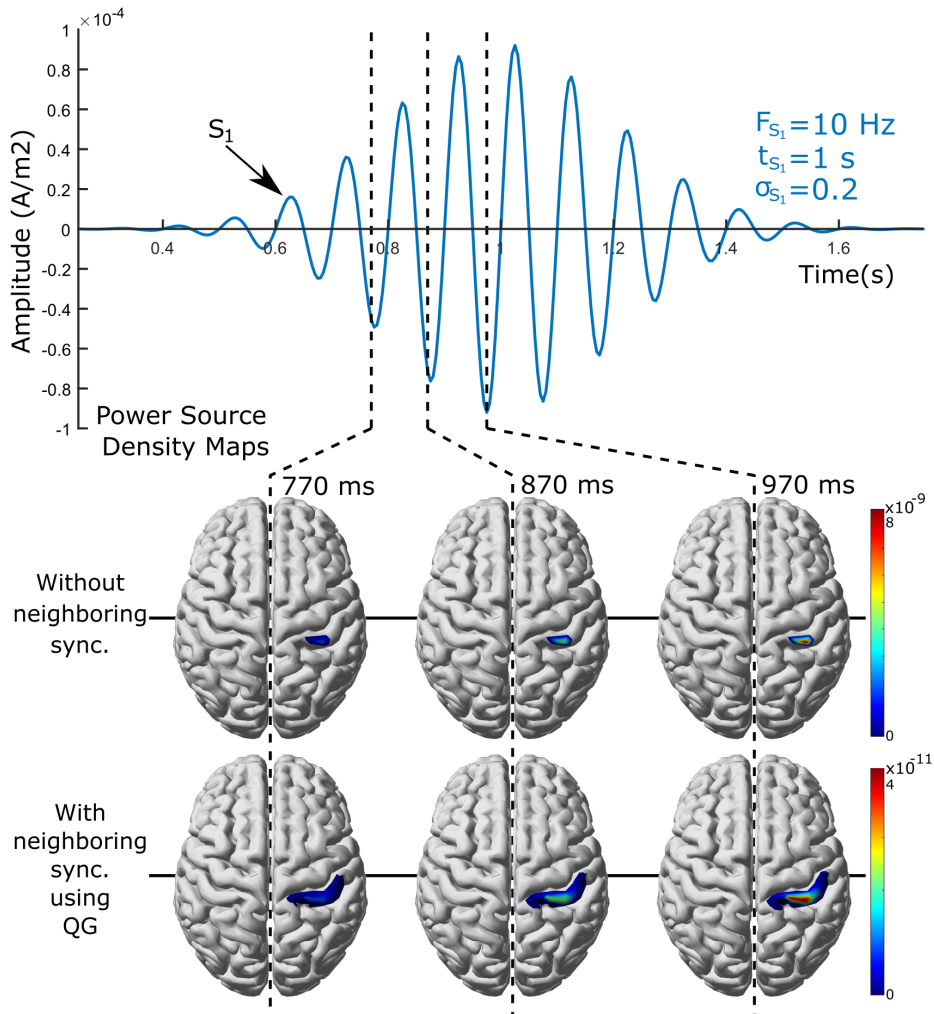 1 ×10⁻⁴
0.8
0.6
0.4
0.2
0
-0.2
-0.4
-0.6
-0.8
-1
Amplitude (A/m2)
S₁
F_S₁=10 Hz
t_S₁=1 s
σ_S₁=0.2
0.4 0.6 0.8 1 1.2 1.4 1.6
Time(s)
Power Source
Density Maps
770 ms 870 ms 970 ms
Without
neighboring
sync.
x10⁻⁹
8
0
With
neighboring
sync.
using
QG
x10⁻¹¹
4
0